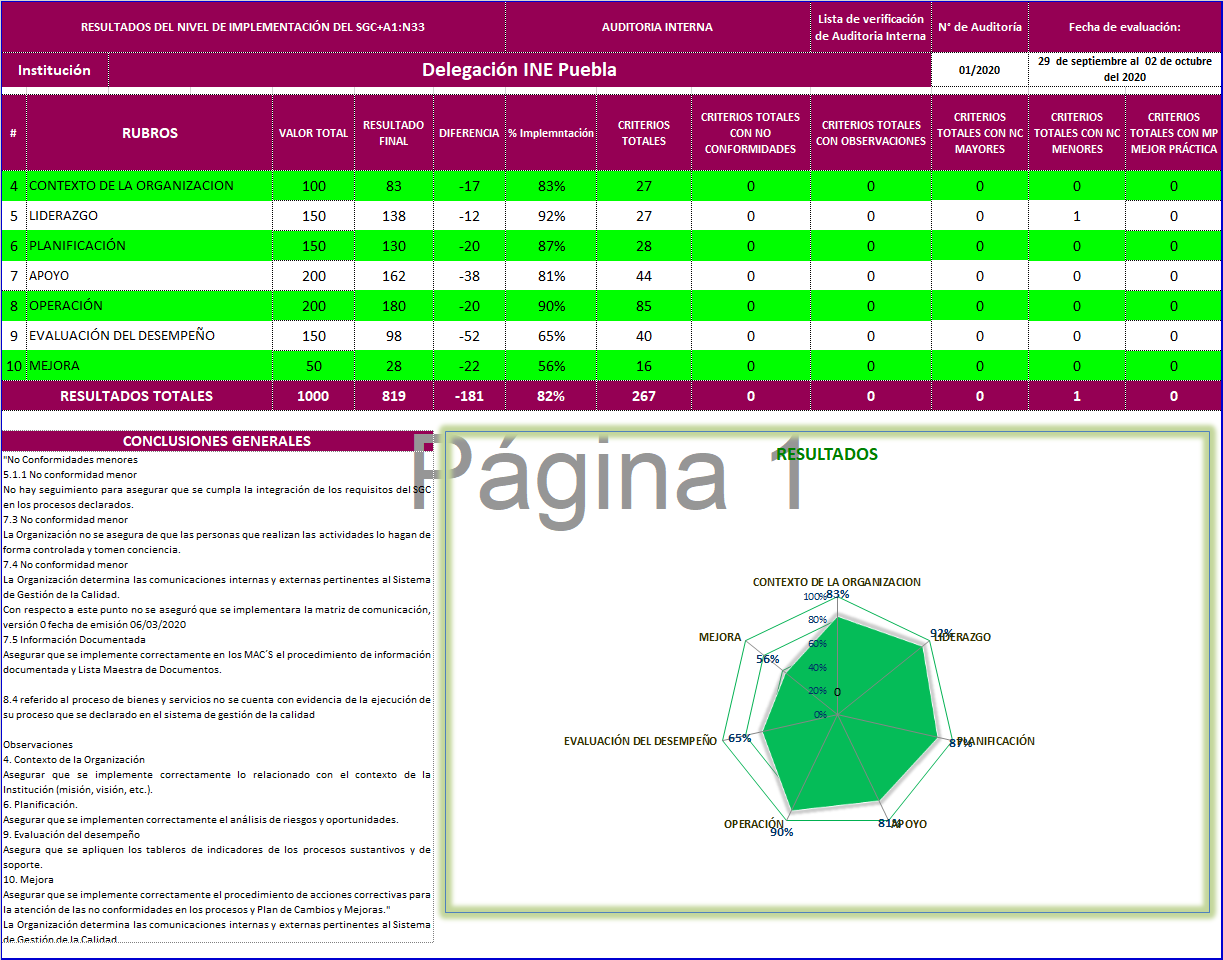 RESULTADOS DEL NIVEL DE IMPLEMENTACIÓN DEL SGC+A1:N33 AUDITORIA INTERNA Lista de verificación de Auditoria Interna N° de Auditoría Fecha de evaluación:
Institución Delegación INE Puebla 01/2020 29 de septiembre al 02 de octubre del 2020
# RUBROS VALOR TOTAL RESULTADO FINAL DIFERENCIA % Implemntación CRITERIOS TOTALES CRITERIOS TOTALES CON NO CONFORMIDADES CRITERIOS TOTALES CON OBSERVACIONES CRITERIOS TOTALES CON NC MAYORES CRITERIOS TOTALES CON NC MENORES CRITERIOS TOTALES CON MP MEJOR PRÁCTICA
4 CONTEXTO DE LA ORGANIZACION 100 83 -17 83% 27 0 0 0 0 0
5 LIDERAZGO 150 138 -12 92% 27 0 0 0 1 0
6 PLANIFICACIÓN 150 130 -20 87% 28 0 0 0 0 0
7 APOYO 200 162 -38 81% 44 0 0 0 0 0
8 OPERACIÓN 200 180 -20 90% 85 0 0 0 0 0
9 EVALUACIÓN DEL DESEMPEÑO 150 98 -52 65% 40 0 0 0 0 0
10 MEJORA 50 28 -22 56% 16 0 0 0 0 0
RESULTADOS TOTALES 1000 819 -181 82% 267 0 0 0 1 0
CONCLUSIONES GENERALES
"No Conformidades menores
5.1.1 No conformidad menor
No hay seguimiento para asegurar que se cumpla la integración de los requisitos del SGC
en los procesos declarados.
7.3 No conformidad menor
La Organización no se asegura de que las personas que realizan las actividades lo hagan de
forma controlada y tomen conciencia.
7.4 No conformidad menor
La Organización determina las comunicaciones internas y externas pertinentes al Sistema
de Gestión de la Calidad.
Con respecto a este punto no se aseguró que se implementara la matriz de comunicación,
versión 0 fecha de emisión 06/03/2020
7.5 Información Documentada
Asegurar que se implemente correctamente en los MAC'S el procedimiento de información
documentada y Lista Maestra de Documentos.
8.4 referido al proceso de bienes y servicios no se cuenta con evidencia de la ejecución de
su proceso que se declarado en el sistema de gestión de la calidad
Observaciones
4. Contexto de la Organización
Asegurar que se implemente correctamente lo relacionado con el contexto de la
Institución (misión, visión, etc.).
6. Planificación.
Asegurar que se implementen correctamente el análisis de riesgos y oportunidades.
9. Evaluación del desempeño
Asegura que se apliquen los tableros de indicadores de los procesos sustantivos y de
soporte.
10. Mejora
Asegurar que se implemente correctamente el procedimiento de acciones correctivas para
la atención de las no conformidades en los procesos y Plan de Cambios y Mejoras."
La Organización determina las comunicaciones internas y externas pertinentes al Sistema
de Gestión de la Calidad.
Página 1
RESULTADOS
CONTEXTO DE LA ORGANIZACION
100% 83%
80%
92% LIDERAZGO
MEJORA
60%
56%
40%
20% 0
0%
EVALUACIÓN DEL DESEMPEÑO 65%
87% PLANIFICACIÓN
OPERACIÓN
90%
81% APOYO